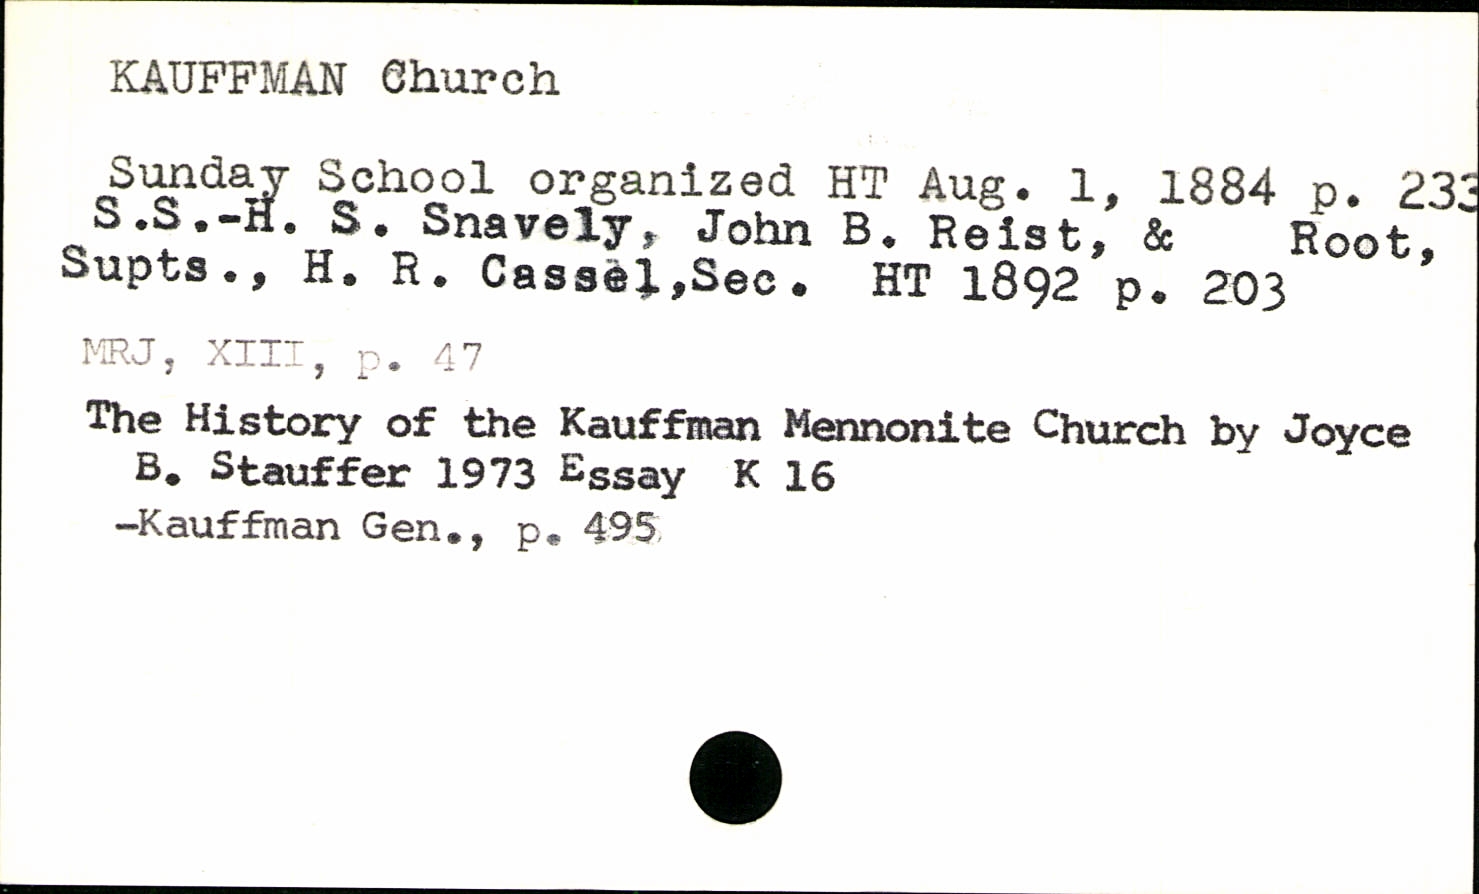 KAUFFMAN Church
Sunday School organized HT Aug. 1, 1884 p. 233
S.S.-H. S. Snavely, John B. Reist, & Root,
Supts., H. R. Cassel,Sec. HT 1892 p. 203
MRJ, XIII, p. 47
The History of the Kauffman Mennonite Church by Joyce
B. Stauffer 1973 Essay K 16
-Kauffman Gen., p. 495